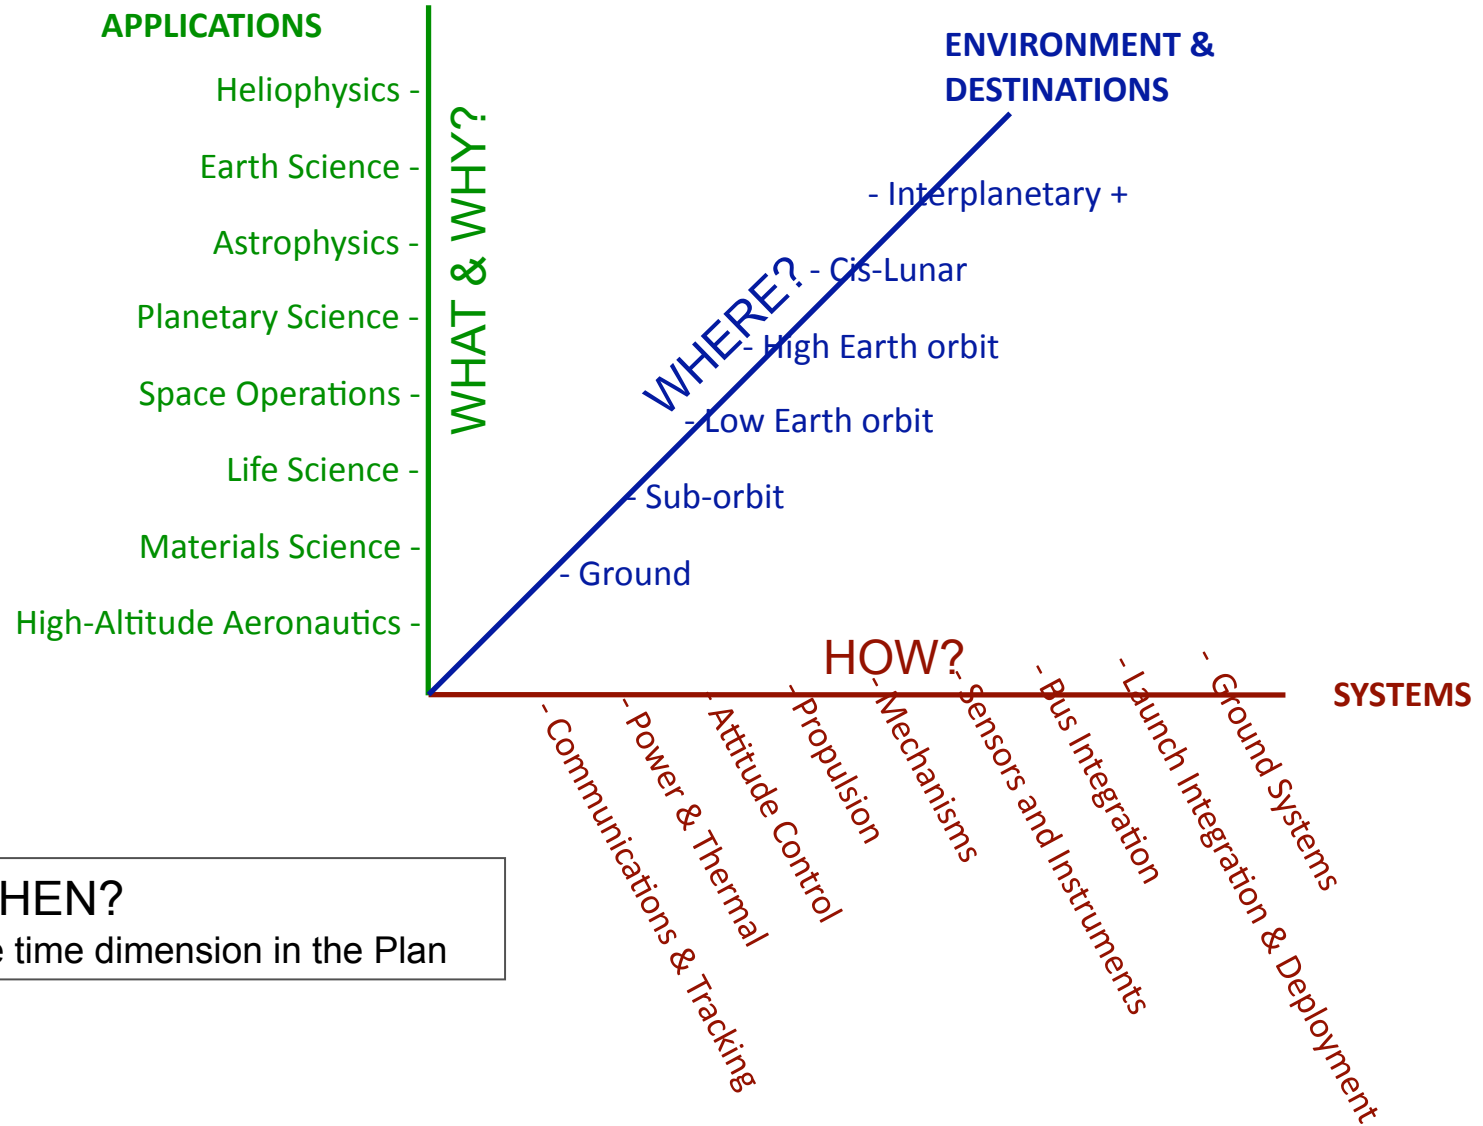 APPLICATIONS
Heliophysics -
Earth Science -
Astrophysics -
Planetary Science -
Space Operations -
Life Science -
Materials Science -
High-Altitude Aeronautics -
WHAT & WHY?
ENVIRONMENT &
DESTINATIONS
- Interplanetary +
- Cis-Lunar
- High Earth orbit
- Low Earth orbit
- Sub-orbit
- Ground
WHERE?
HOW?
SYSTEMS
- Communications & Tracking
- Power & Thermal
- Attitude Control
- Propulsion
- Mechanisms
- Sensors and Instruments
- Bus Integration
- Launch Integration & Deployment
- Ground Systems
HEN?
e time dimension in the Plan